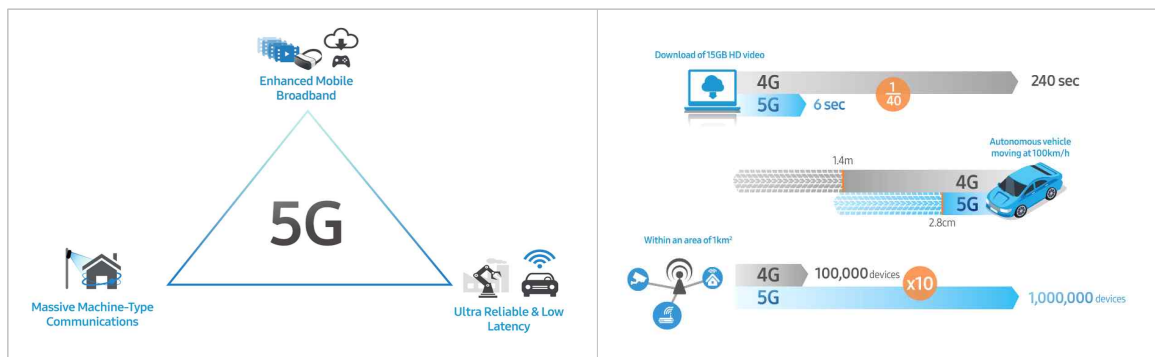 Enhanced Mobile
Broadband
5G
Massive Machine-Type
Communications
Ultra Reliable & Low
Latency
Download of 15GB HD video
4G
240 sec
1
40
5G
6 sec
Autonomous vehicle
moving at 100km/h
1.4m
4G
5G
2.8cm
Within an area of 1km²
4G
100,000 devices
x10
5G
1,000,000 devices